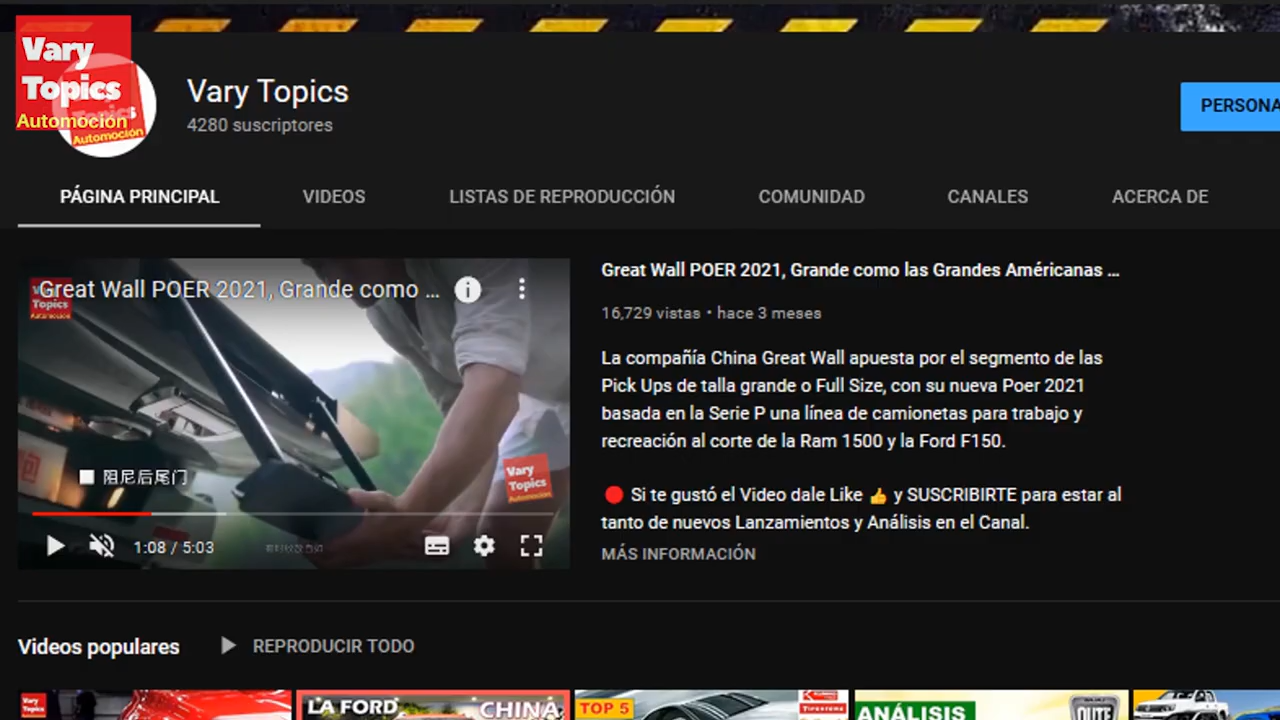 Vary
Topics
Automoción
Automoción
Vary Topics
4280 suscriptores
PERSONA
PÁGINA PRINCIPAL
VIDEOS
LISTAS DE REPRODUCCIÓN
COMUNIDAD
CANALES
ACERCA DE
Great Wall POER 2021, Grande como ...
Topics
Vary
Topics
Automoción
阻尼后尾门
1:08 / 5:03
Great Wall POER 2021, Grande como las Grandes Américanas ...
16,729 vistas • hace 3 meses
La compañía China Great Wall apuesta por el segmento de las
Pick Ups de talla grande o Full Size, con su nueva Poer 2021
basada en la Serie P una línea de camionetas para trabajo y
recreación al corte de la Ram 1500 y la Ford F150.
🔴 Si te gustó el Video dale Like 👍 y SUSCRIBIRTE para estar al
tanto de nuevos Lanzamientos y Análisis en el Canal.
MÁS INFORMACIÓN
Videos populares
REPRODUCIR TODO
Vary
Topics
LA FORD
CHINA
TOP 5
ANÁLISIS